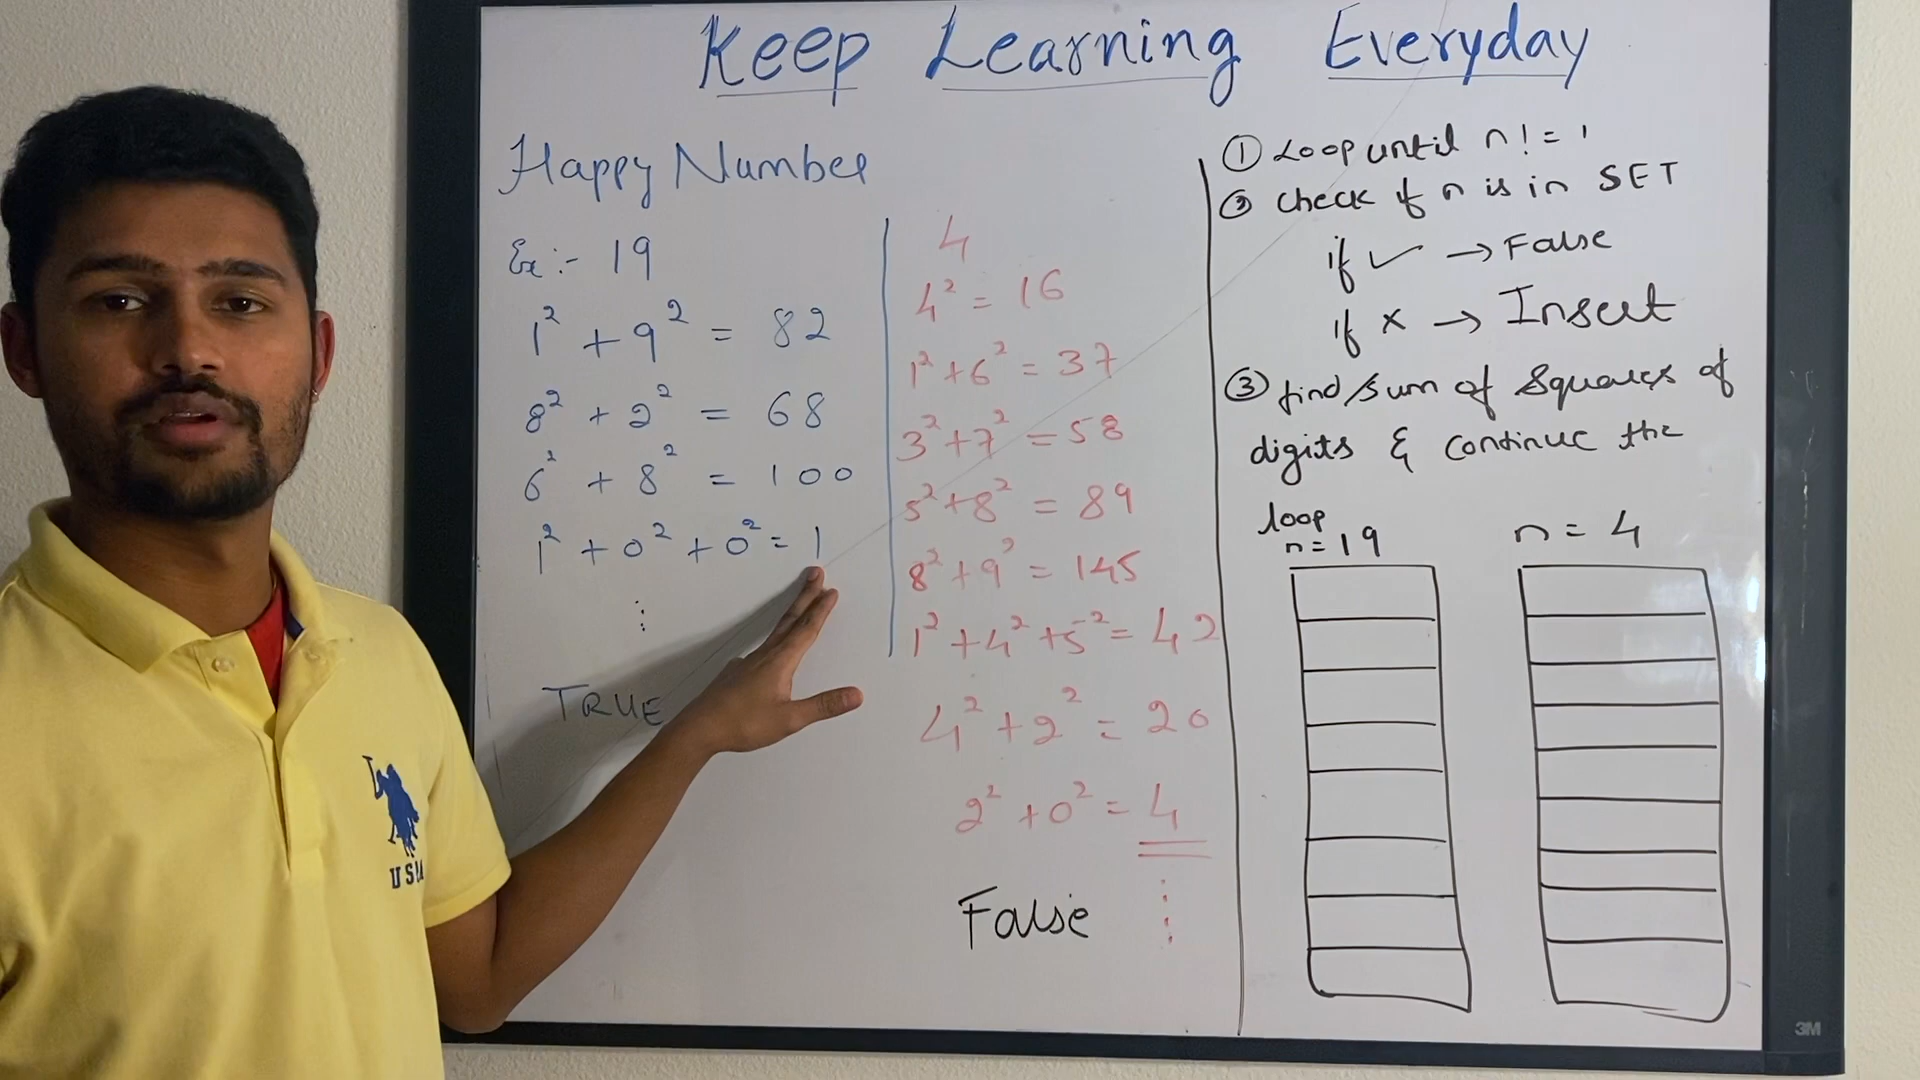 Keep Learning Everyday
Happy Number
Ex :- 19
1² + 9² = 82
8² + 2² = 68
6² + 8² = 100
1² + 0² + 0² = 1
TRUE
4
4² = 16
1² + 6² = 37
3² + 7² = 58
5² + 8² = 89
8² + 9² = 145
1² + 4² + 5² = 42
4² + 2² = 20
2² + 0² = 4
False
① Loop until n != 1
② Check if n is in SET
if ✓ → False
if × → Insert
③ find sum of Squares of
digits & continue the
loop
n = 19
n = 4
3M